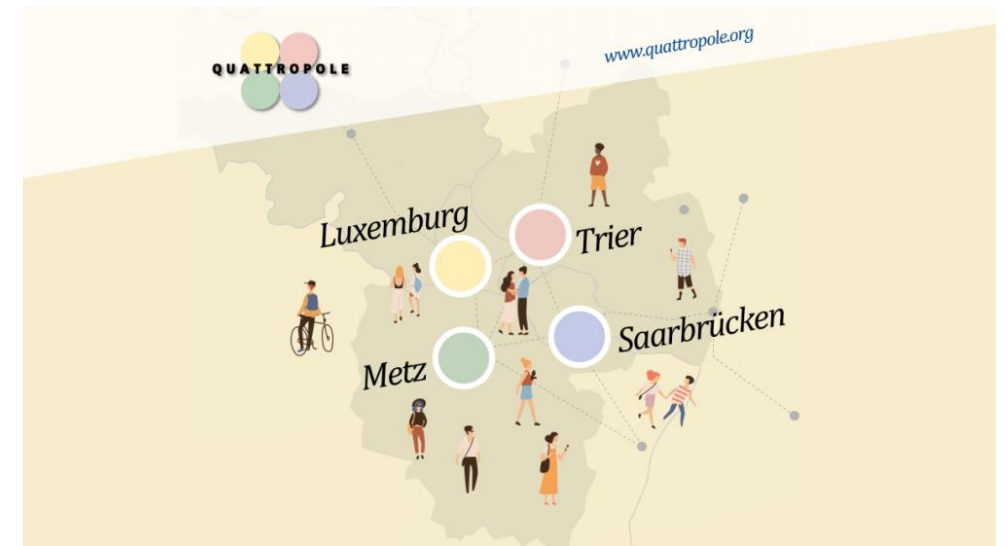 QUATTROPOLE
www.quattropole.org
Luxemburg
Trier
Saarbrücken
Metz